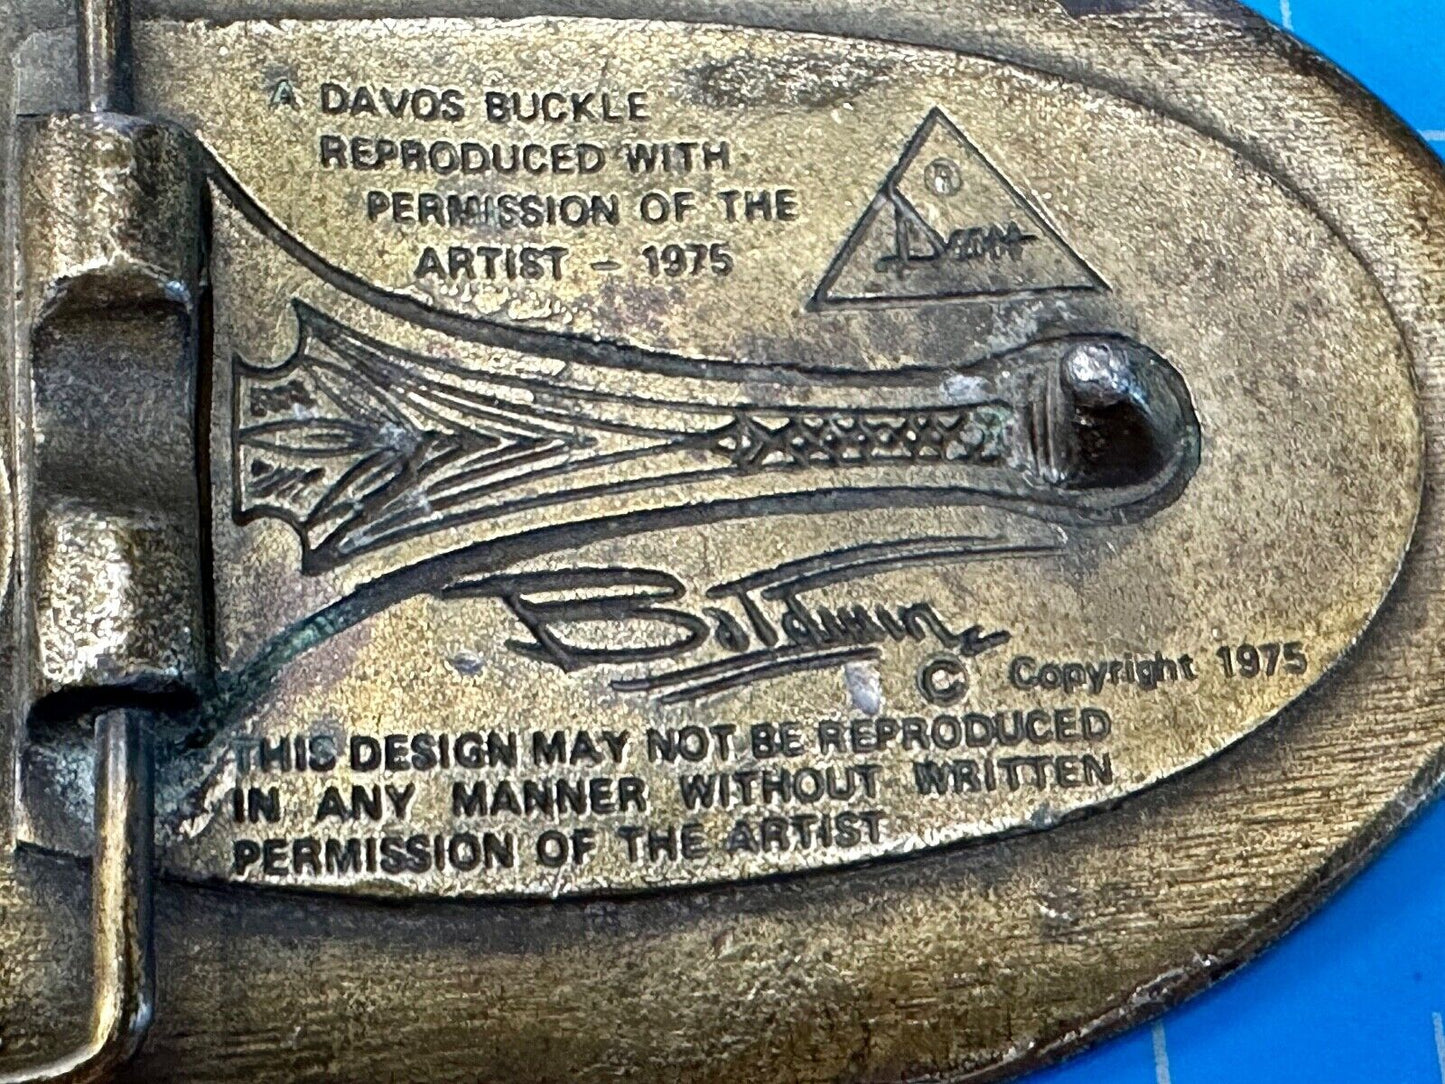 A DAVOS BUCKLE
REPRODUCED WITH
PERMISSION OF THE
ARTIST – 1975
®
Baldwin
© Copyright 1975
THIS DESIGN MAY NOT BE REPRODUCED
IN ANY MANNER WITHOUT WRITTEN
PERMISSION OF THE ARTIST